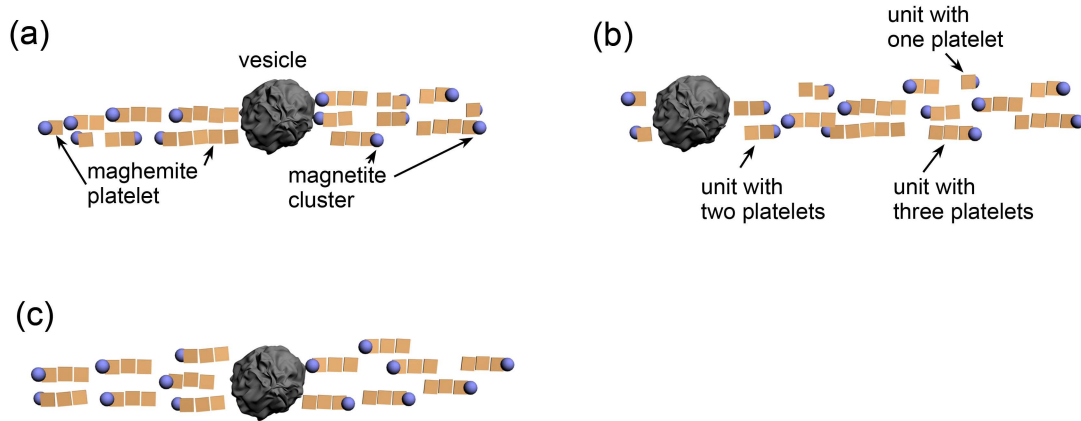 (a)
vesicle
maghemite
platelet
magnetite
cluster
(b)
unit with
one platelet
unit with
two platelets
unit with
three platelets
(c)